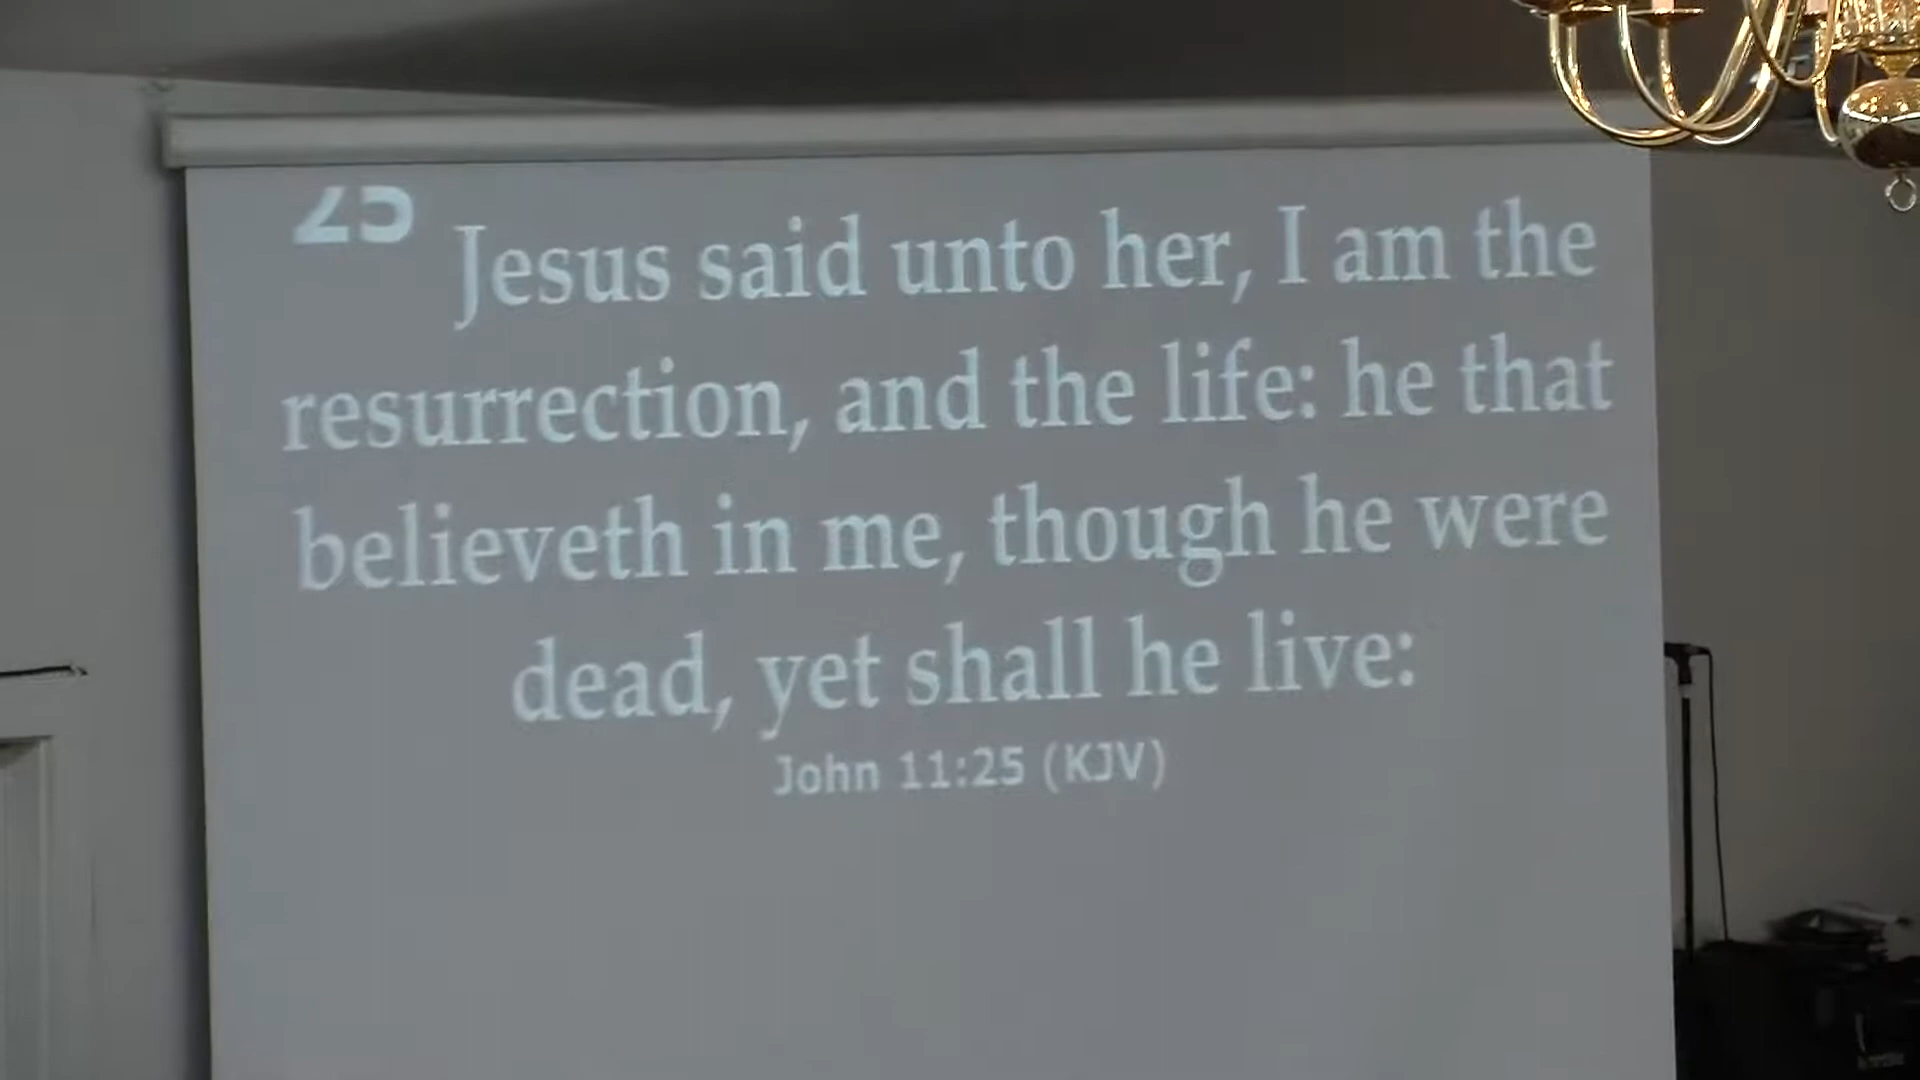 25 Jesus said unto her, I am the
resurrection, and the life: he that
believeth in me, though he were
dead, yet shall he live:
John 11:25 (KJV)